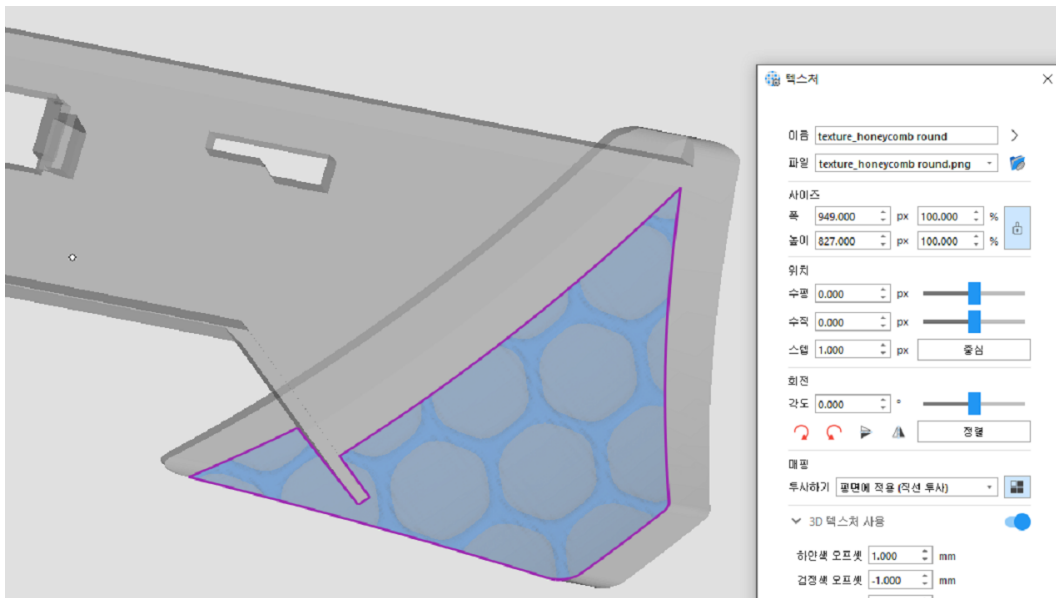 텍스처
이름 texture_honeycomb round
파일 texture_honeycomb round.png
사이즈
폭 949.000 px 100.000 %
높이 827.000 px 100.000 %
위치
수평 0.000 px
수직 0.000 px
스텝 1.000 px 중심
회전
각도 0.000 °
정렬
매핑
투사하기 평면에 적용 (직선 투사)
3D 텍스처 사용
하얀색 오프셋 1.000 mm
검정색 오프셋 -1.000 mm